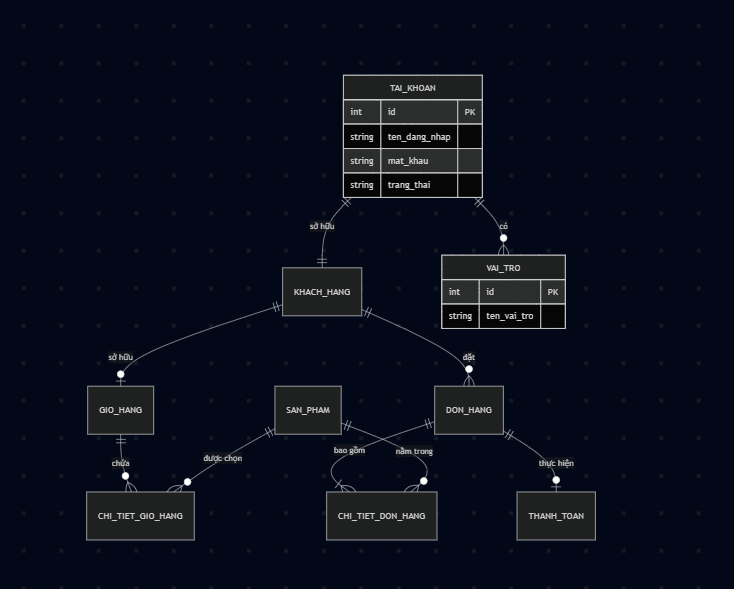 TAI_KHOAN
int id PK
string ten_dang_nhap
string mat_khau
string trang_thai
sở hữu
có
VAI_TRO
int id PK
string ten_vai_tro
KHACH_HANG
sở hữu
đặt
GIO_HANG
SAN_PHAM
DON_HANG
chứa
được chọn
bao gồm
nằm trong
thực hiện
CHI_TIET_GIO_HANG
CHI_TIET_DON_HANG
THANH_TOAN